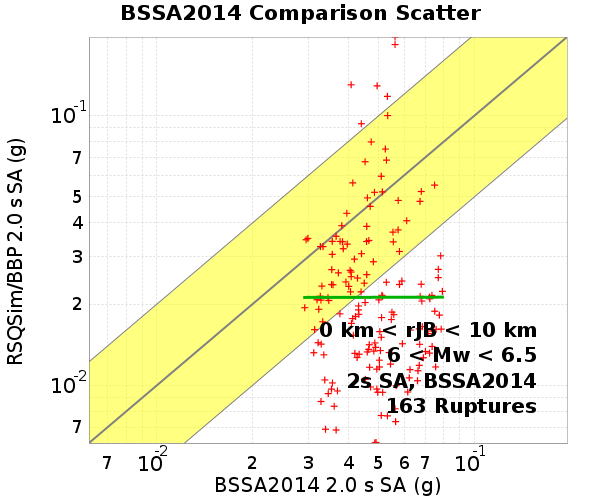 BSSA2014 Comparison Scatter
RSQSim/BBP 2.0 s SA (g)
10-1
7
5
4
3
2
10-2
7
0 km < rJB < 10 km
6 < Mw < 6.5
2s SA, BSSA2014
163 Ruptures
7 10-2 2 3 4 5 6 7 10-1
BSSA2014 2.0 s SA (g)